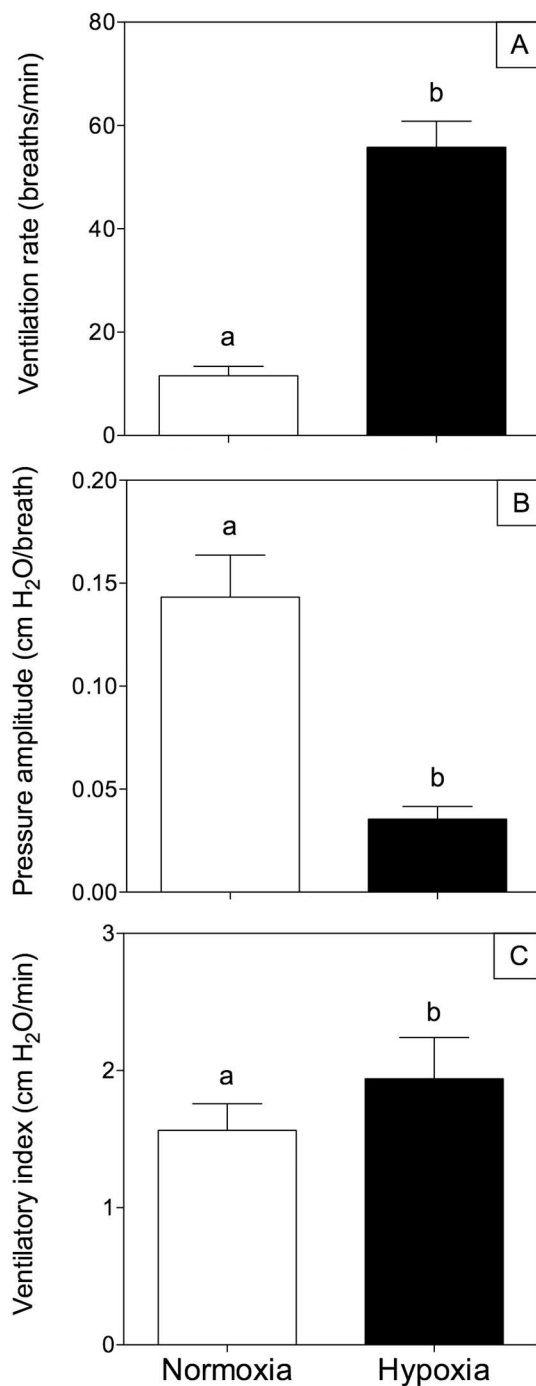 A
Ventilation rate (breaths/min)
80
60
40
20
0
a
b
B
Pressure amplitude (cm H₂O/breath)
0.20
0.15
0.10
0.05
0.00
a
b
C
Ventilatory index (cm H₂O/min)
3
2
1
0
a
b
Normoxia Hypoxia